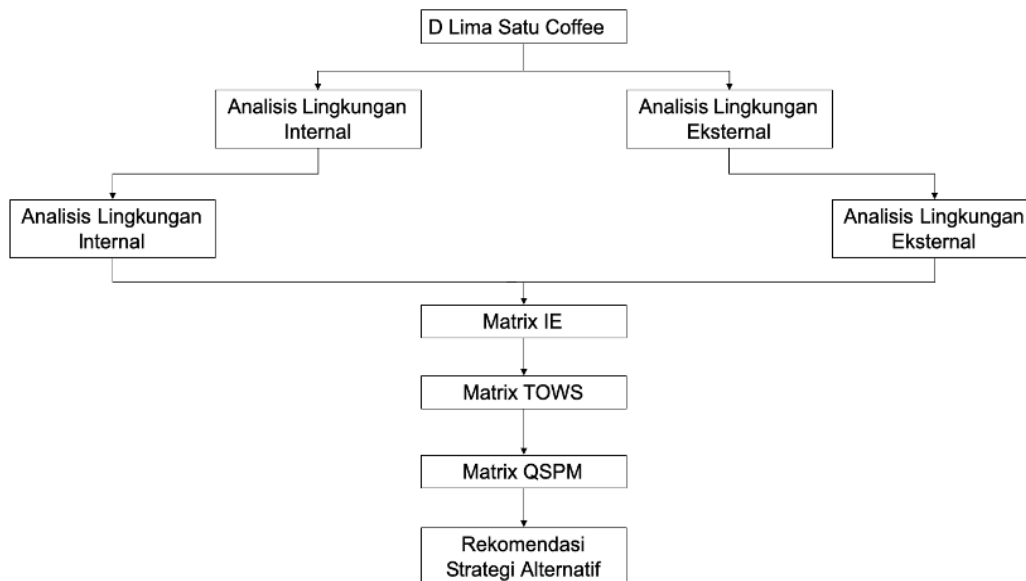 D Lima Satu Coffee
Analisis Lingkungan
Internal
Analisis Lingkungan
Eksternal
Analisis Lingkungan
Internal
Analisis Lingkungan
Eksternal
Matrix IE
Matrix TOWS
Matrix QSPM
Rekomendasi
Strategi Alternatif